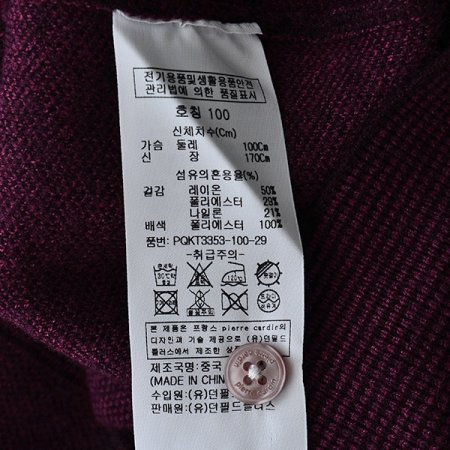 전기용품및생활용품안전
관리법에 의한 품질표시
호칭 100
신체치수(Cm)
가슴 둘레 100Cm
신 장 170Cm
섬유의혼용율(%)
겉감 레이온 50%
폴리에스터 29%
나일론 21%
배색 폴리에스터 100%
품번: PQKT3353-100-29
-취급주의-
본 제품은 프랑스 pierre cardin의
디자인과 기술 제공으로 (유)던필드
플러스에서 제조한
제조국명: 중국
(MADE IN CHIN
수입원: (유)던필
판매원: (유)던필드플러스